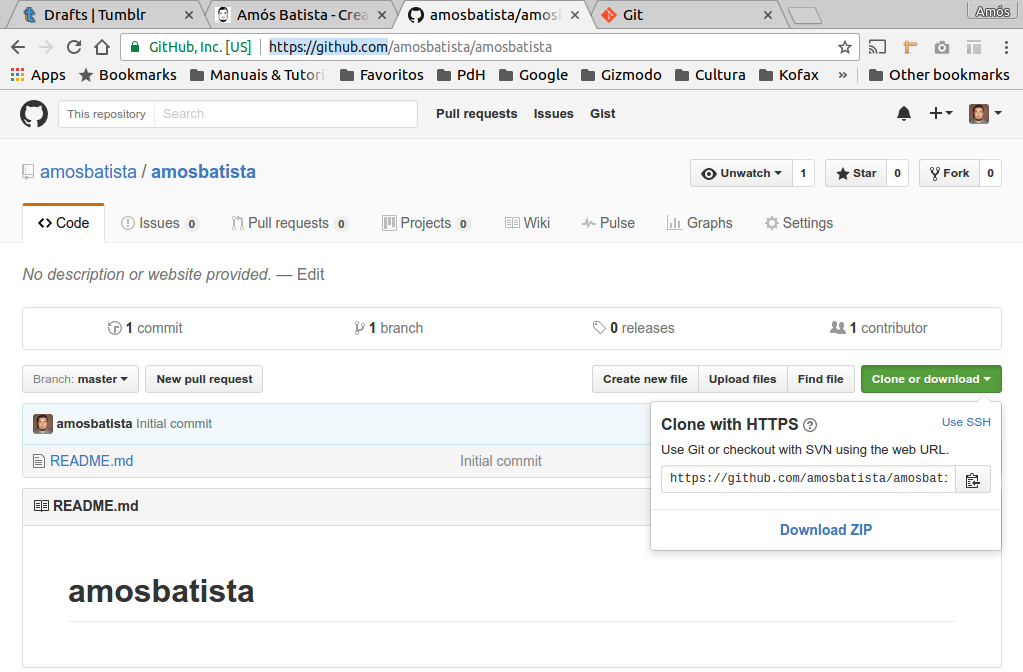 Drafts | Tumblr
Amós Batista - Crea
amosbatista/amosl
Git
Amós
GitHub, Inc. [US]
https://github.com/amosbatista/amosbatista
Apps
Bookmarks
Manuais & Tutori
Favoritos
PdH
Google
Gizmodo
Cultura
Kofax
»
Other bookmarks
This repository
Search
Pull requests
Issues
Gist
amosbatista / amosbatista
Unwatch 1
Star 0
Fork 0
Code
Issues 0
Pull requests 0
Projects 0
Wiki
Pulse
Graphs
Settings
No description or website provided. — Edit
1 commit
1 branch
0 releases
1 contributor
Branch: master
New pull request
Create new file
Upload files
Find file
Clone or download
amosbatista Initial commit
README.md
Initial commit
Clone with HTTPS
Use SSH
Use Git or checkout with SVN using the web URL.
https://github.com/amosbatista/amosbati
Download ZIP
README.md
amosbatista